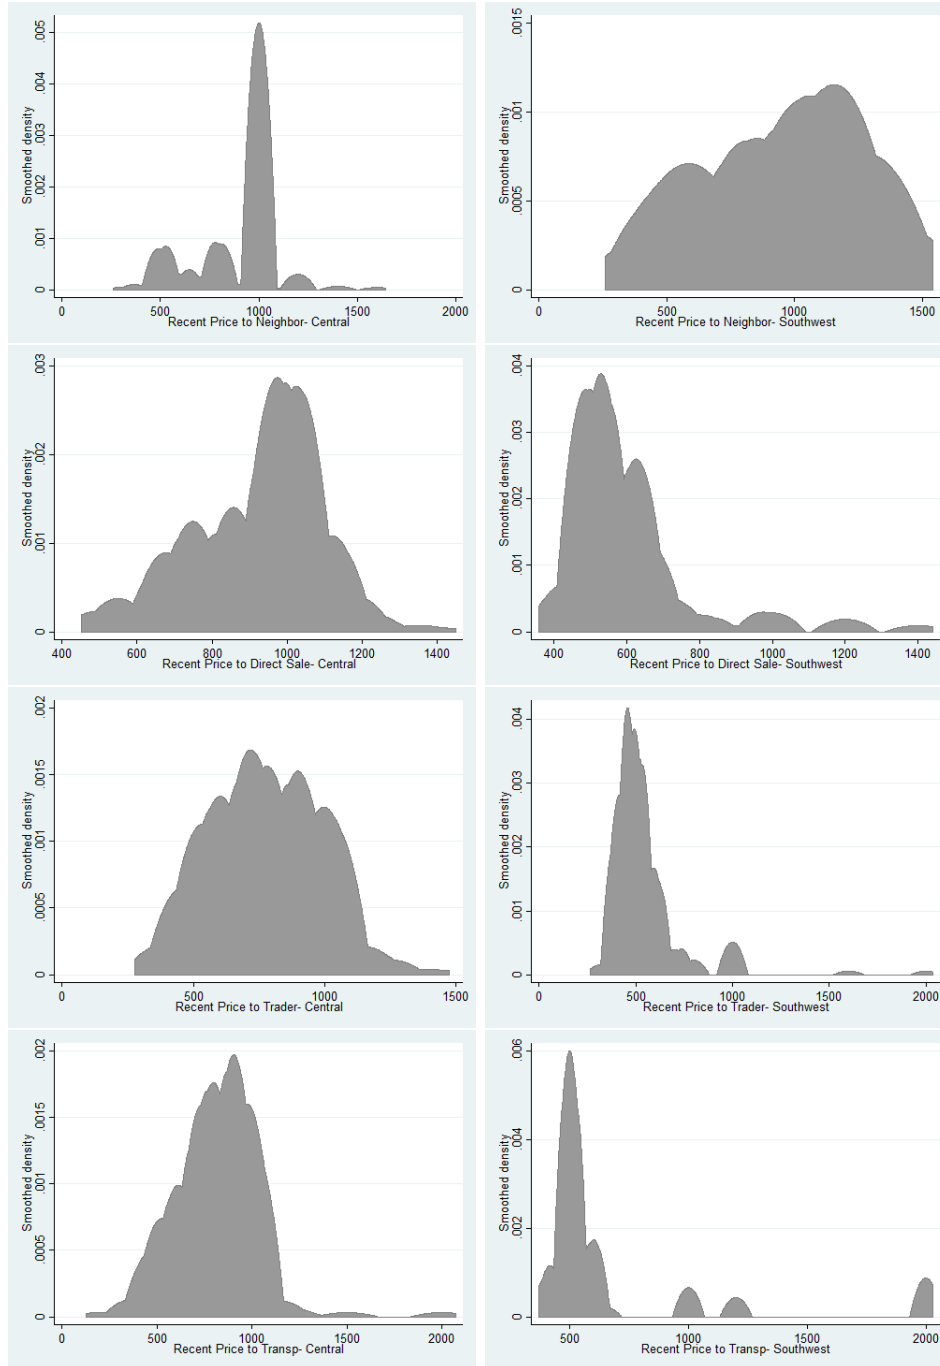 Smoothed density
0 .001 .002 .003 .004 .005
0 500 1000 1500 2000
Recent Price to Neighbor- Central
Smoothed density
0 .0005 .001 .0015
0 500 1000 1500
Recent Price to Neighbor- Southwest
Smoothed density
0 .001 .002 .003
400 600 800 1000 1200 1400
Recent Price to Direct Sale- Central
Smoothed density
0 .001 .002 .003 .004
400 600 800 1000 1200 1400
Recent Price to Direct Sale- Southwest
Smoothed density
0 .0005 .001 .0015 .002
0 500 1000 1500
Recent Price to Trader- Central
Smoothed density
0 .001 .002 .003 .004
0 500 1000 1500 2000
Recent Price to Trader- Southwest
Smoothed density
0 .0005 .001 .0015 .002
0 500 1000 1500 2000
Recent Price to Transp- Central
Smoothed density
0 .002 .004 .006
500 1000 1500 2000
Recent Price to Transp- Southwest